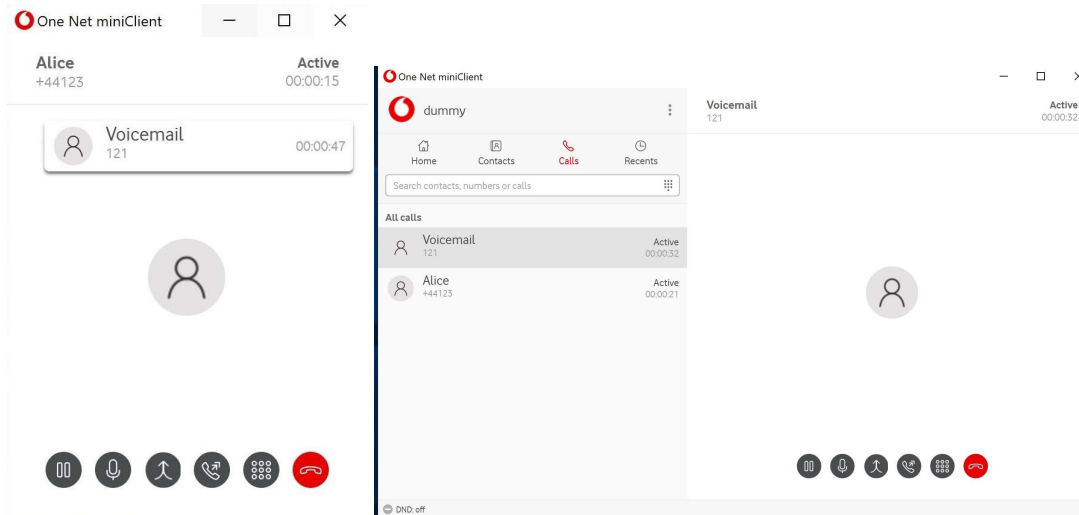 One Net miniClient
Alice Active
+44123 00:00:15
Voicemail
121 00:00:47
One Net miniClient
dummy
Home Contacts Calls Recents
Search contacts, numbers or calls
All calls
Voicemail Active
121 00:00:32
Alice Active
+44123 00:00:21
DND: off
Voicemail Active
121 00:00:32